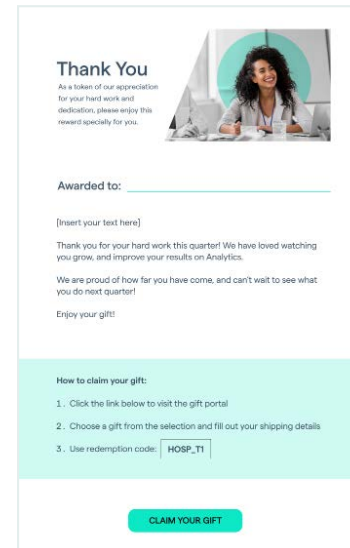 Thank You
As a token of our appreciation
for your hard work and
dedication, please enjoy this
reward specially for you.
Awarded to:
[Insert your text here]
Thank you for your hard work this quarter! We have loved watching
you grow, and improve your results on Analytics.
We are proud of how far you have come, and can't wait to see what
you do next quarter!
Enjoy your gift!
How to claim your gift:
1. Click the link below to visit the gift portal
2. Choose a gift from the selection and fill out your shipping details
3. Use redemption code: HOSP_T1
CLAIM YOUR GIFT